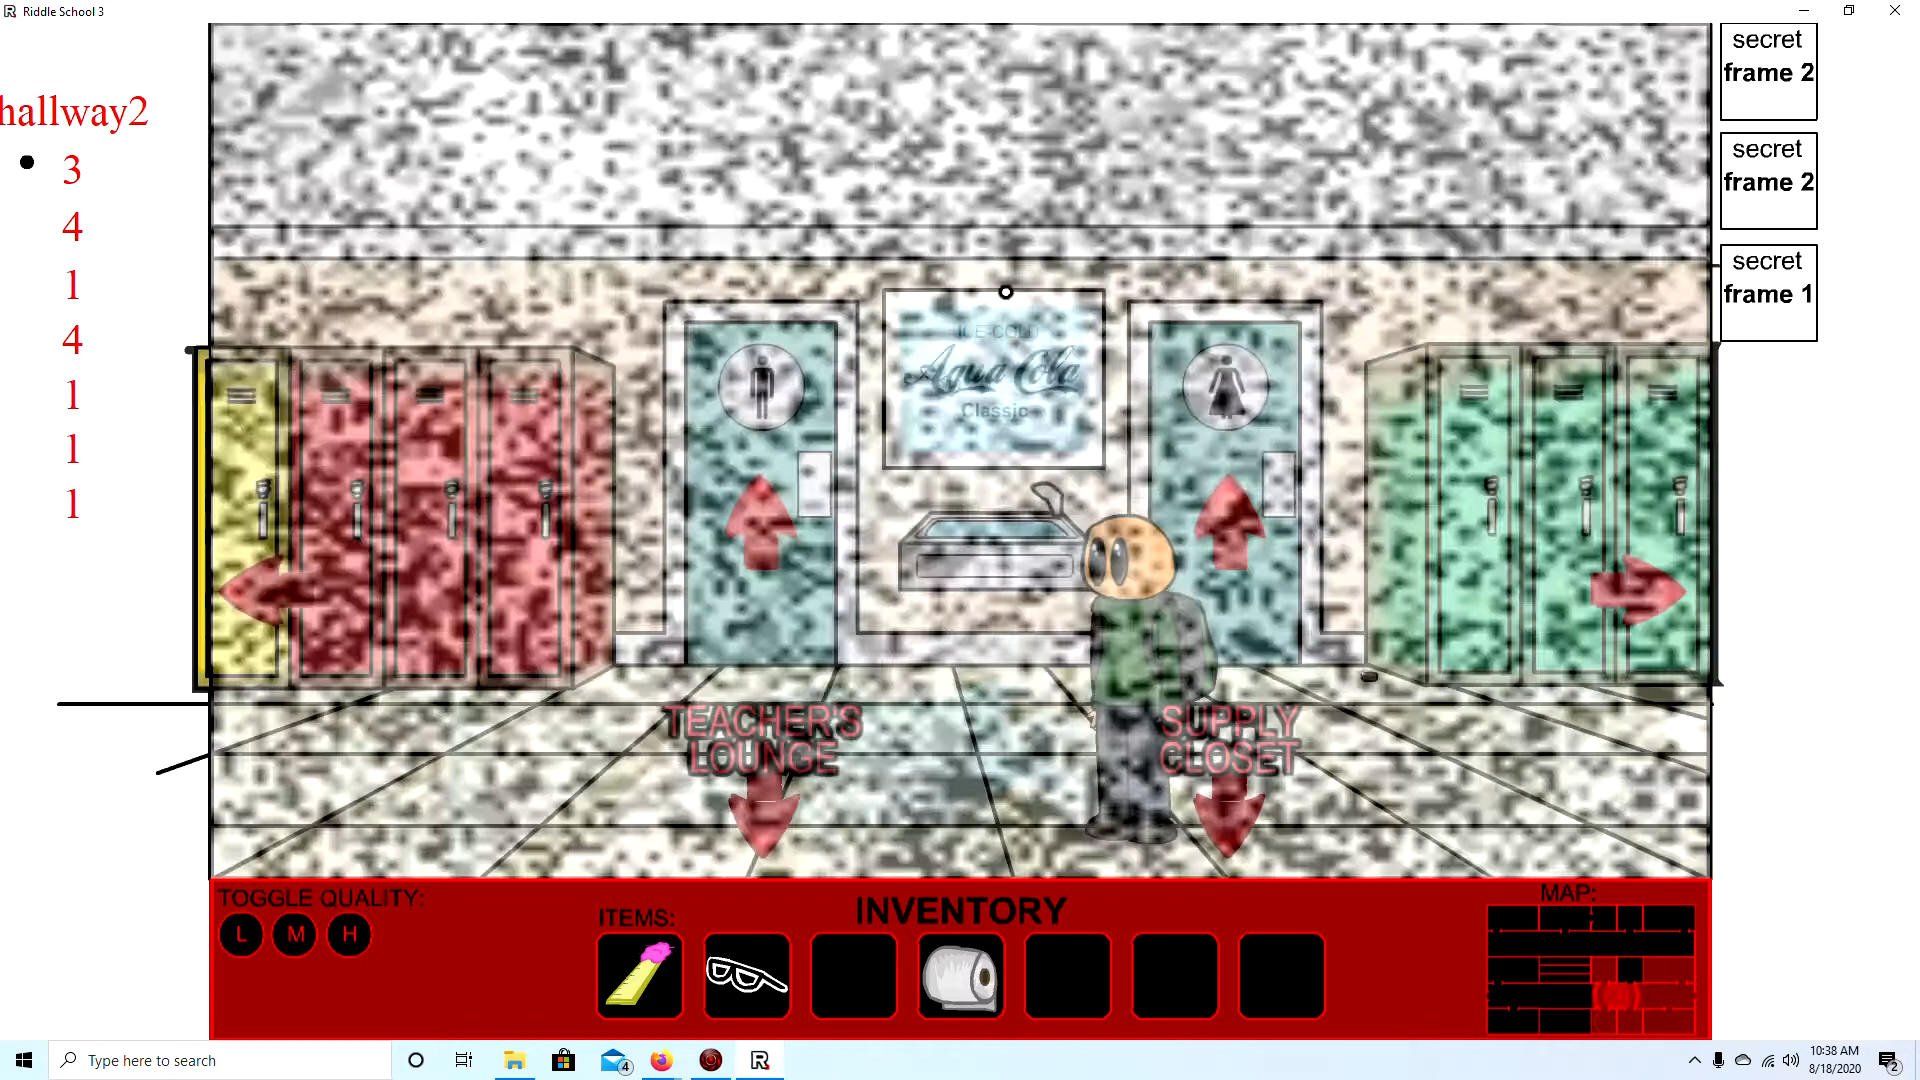 Riddle School 3
hallway2
3
4
1
4
1
1
1
secret
frame 2
secret
frame 2
secret
frame 1
ICE-COLD
Aqua Cola
Classic
TEACHER'S
LOUNGE
SUPPLY
CLOSET
TOGGLE QUALITY:
L M H
ITEMS:
INVENTORY
MAP:
Type here to search
4
R
10:38 AM
8/18/2020
2